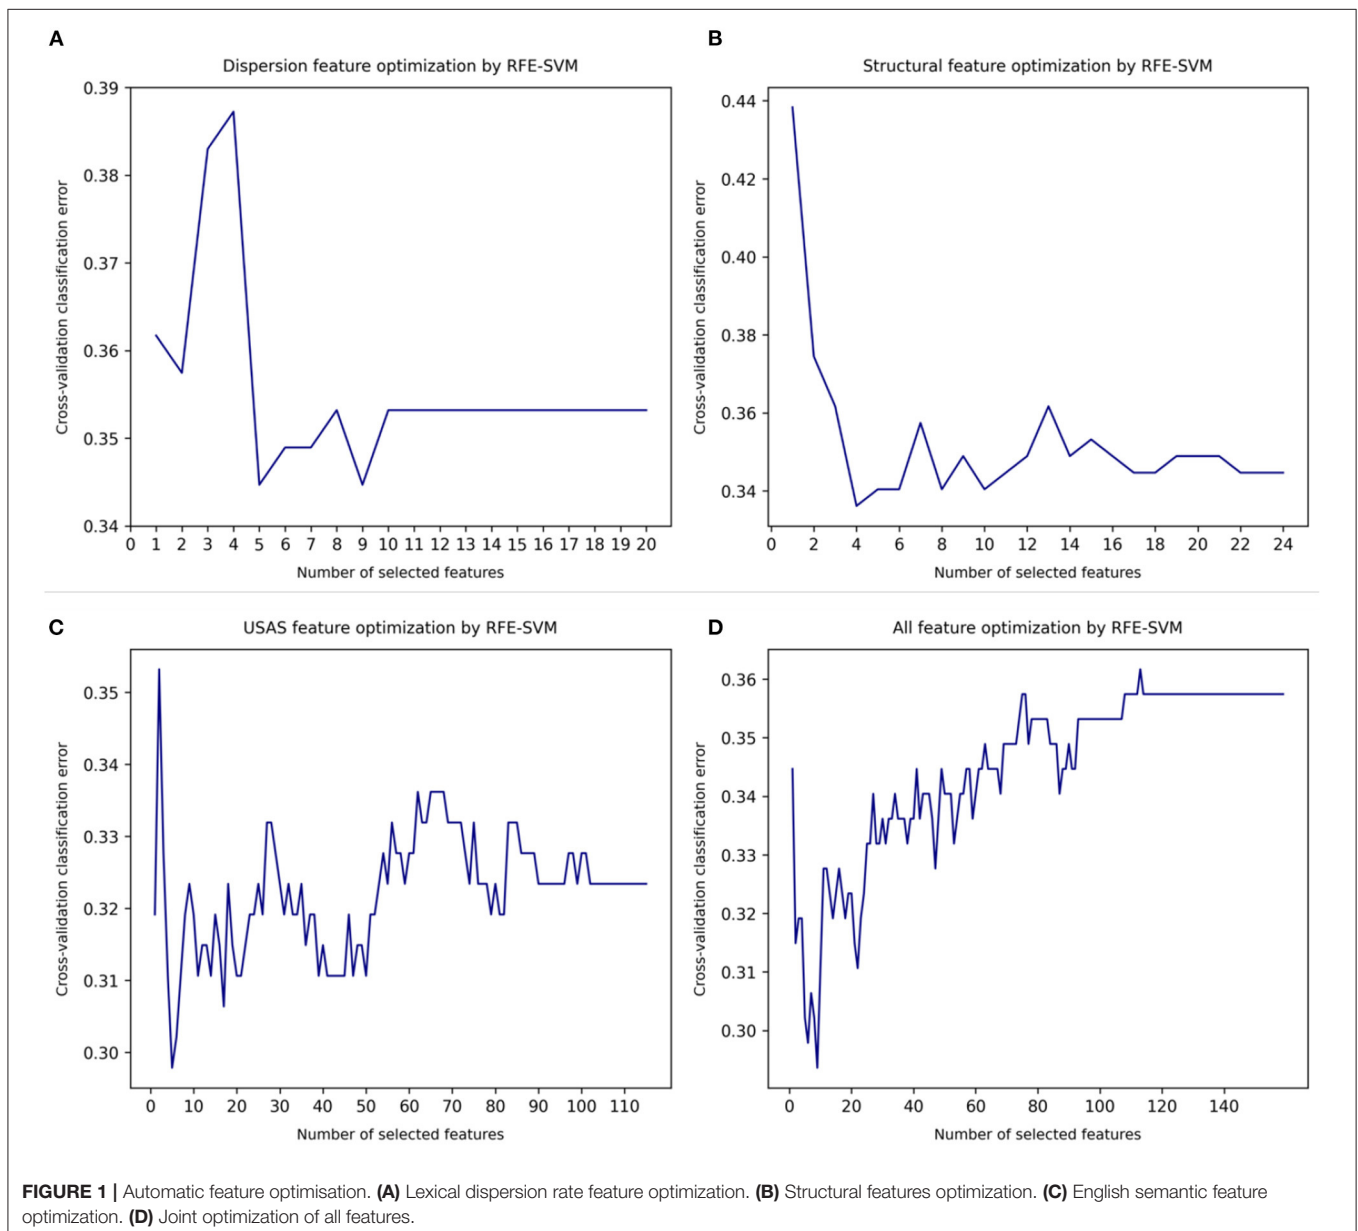 A
Dispersion feature optimization by RFE-SVM
Cross-validation classification error
0.39
0.38
0.37
0.36
0.35
0.34
0 1 2 3 4 5 6 7 8 9 10 11 12 13 14 15 16 17 18 19 20
Number of selected features
B
Structural feature optimization by RFE-SVM
Cross-validation classification error
0.44
0.42
0.40
0.38
0.36
0.34
0 2 4 6 8 10 12 14 16 18 20 22 24
Number of selected features
C
USAS feature optimization by RFE-SVM
Cross-validation classification error
0.35
0.34
0.33
0.32
0.31
0.30
0 10 20 30 40 50 60 70 80 90 100 110
Number of selected features
D
All feature optimization by RFE-SVM
Cross-validation classification error
0.36
0.35
0.34
0.33
0.32
0.31
0.30
0 20 40 60 80 100 120 140
Number of selected features
FIGURE 1 | Automatic feature optimisation. (A) Lexical dispersion rate feature optimization. (B) Structural features optimization. (C) English semantic feature
optimization. (D) Joint optimization of all features.